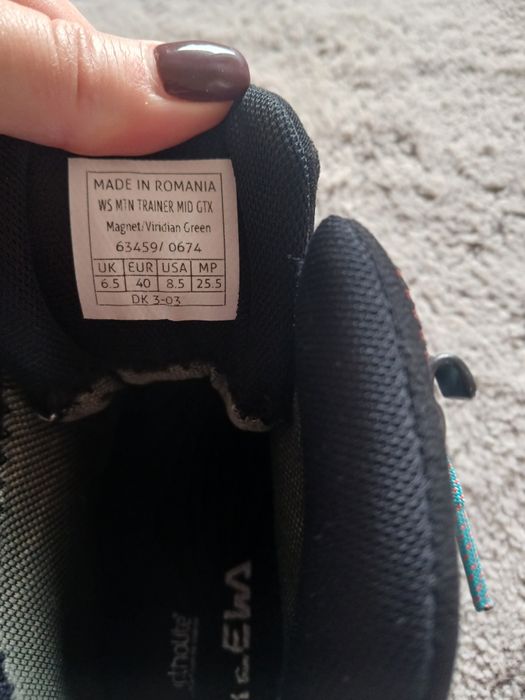 MADE IN ROMANIA
WS MTN TRAINER MID GTX
Magnet/Viridian Green
63459/ 0674
UK EUR USA MP
6.5 40 8.5 25.5
DK 3-03